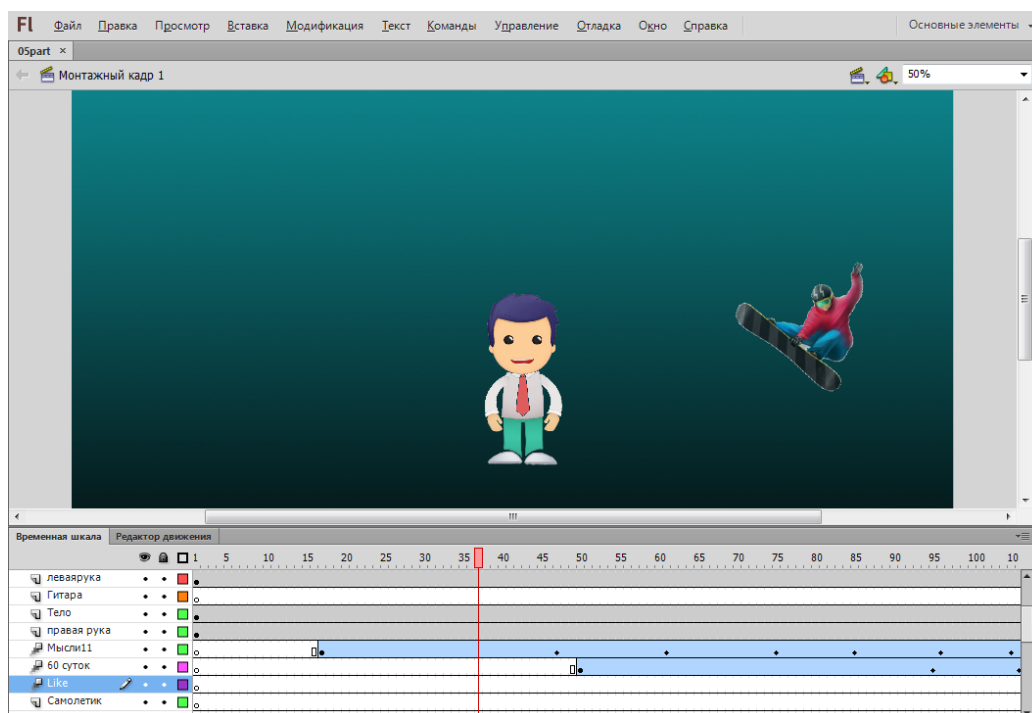 Fl Файл Правка Просмотр Вставка Модификация Текст Команды Управление Отладка Окно Справка Основные элементы
05part ×
Монтажный кадр 1 50%
Временная шкала Редактор движения
1 5 10 15 20 25 30 35 40 45 50 55 60 65 70 75 80 85 90 95 100 10
леваярука
Гитара
Тело
правая рука
Мысли11
60 суток
Like
Самолетик